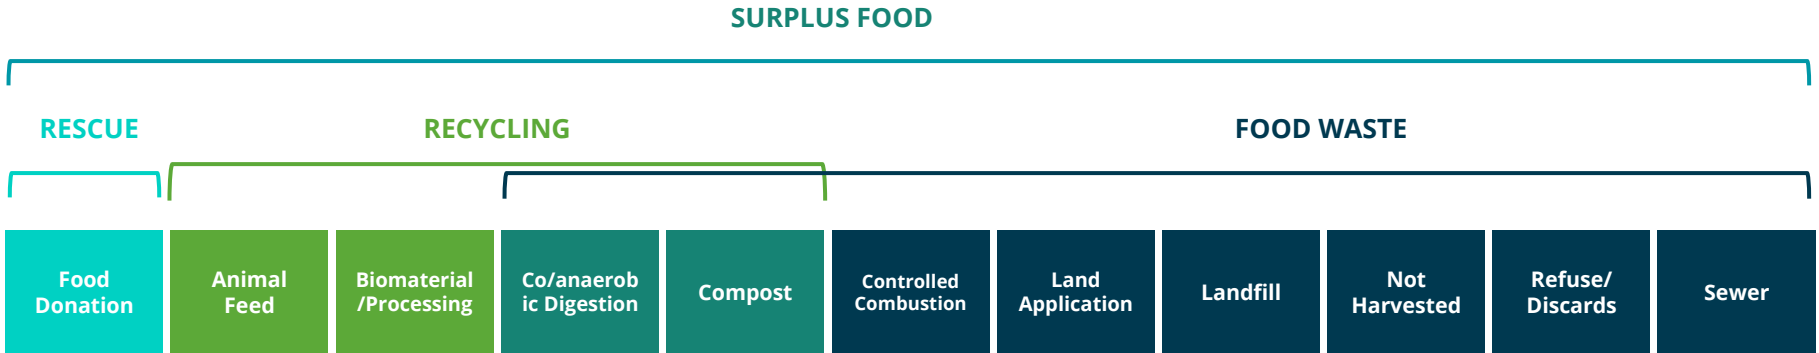 SURPLUS FOOD
RESCUE
RECYCLING
FOOD WASTE
Food
Donation
Animal
Feed
Biomaterial
/Processing
Co/anaerob
ic Digestion
Compost
Controlled
Combustion
Land
Application
Landfill
Not
Harvested
Refuse/
Discards
Sewer